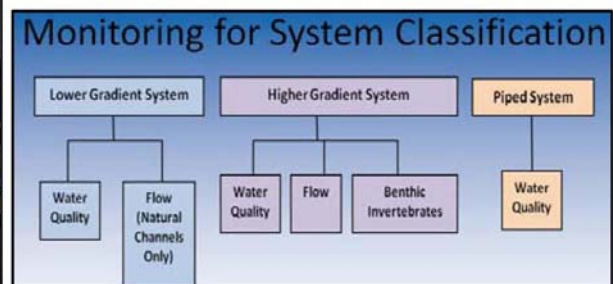 Monitoring for System Classification
Lower Gradient System
Higher Gradient System
Piped System
Water
Quality
Flow
(Natural
Channels
Only)
Water
Quality
Flow
Benthic
Invertebrates
Water
Quality